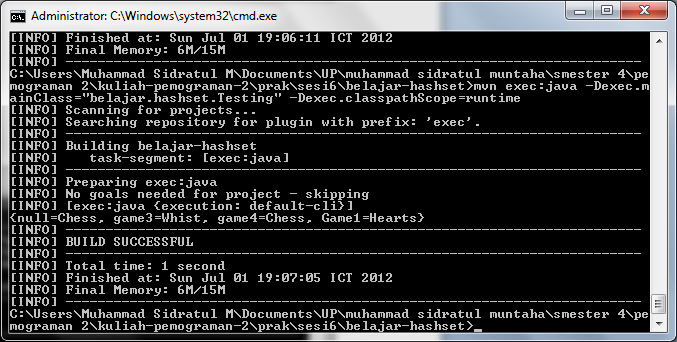 Administrator: C:\Windows\system32\cmd.exe
[INFO] Finished at: Sun Jul 01 19:06:11 ICT 2012
[INFO] Final Memory: 6M/15M
[INFO] ------------------------------------------------------------------------
C:\Users\Muhammad Sidratul M\Documents\UP\muhammad sidratul muntaha\smester 4\pe
mograman 2\kuliah-pemograman-2\prak\sesi6\belajar-hashset>mvn exec:java -Dexec.m
ainClass="belajar.hashset.Testing" -Dexec.classpathScope=runtime
[INFO] Scanning for projects...
[INFO] Searching repository for plugin with prefix: 'exec'.
[INFO] ------------------------------------------------------------------------
[INFO] Building belajar-hashset
[INFO]    task-segment: [exec:java]
[INFO] ------------------------------------------------------------------------
[INFO] Preparing exec:java
[INFO] No goals needed for project - skipping
[INFO] [exec:java {execution: default-cli}]
{null=Chess, game3=Whist, game4=Chess, Game1=Hearts}
[INFO] ------------------------------------------------------------------------
[INFO] BUILD SUCCESSFUL
[INFO] ------------------------------------------------------------------------
[INFO] Total time: 1 second
[INFO] Finished at: Sun Jul 01 19:07:05 ICT 2012
[INFO] Final Memory: 6M/15M
[INFO] ------------------------------------------------------------------------
C:\Users\Muhammad Sidratul M\Documents\UP\muhammad sidratul muntaha\smester 4\pe
mograman 2\kuliah-pemograman-2\prak\sesi6\belajar-hashset>_